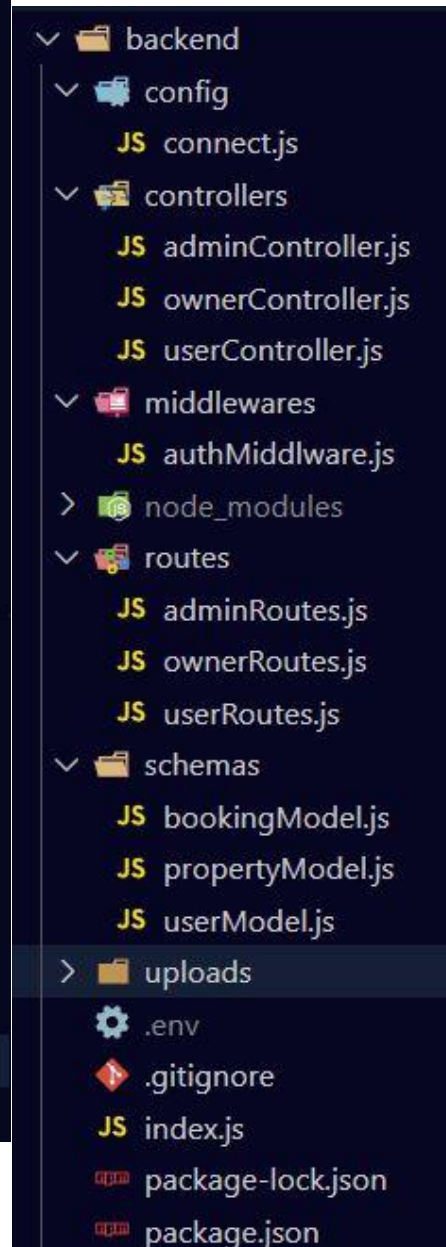 backend
config
JS connect.js
controllers
JS adminController.js
JS ownerController.js
JS userController.js
middlewares
JS authMiddlware.js
node_modules
routes
JS adminRoutes.js
JS ownerRoutes.js
JS userRoutes.js
schemas
JS bookingModel.js
JS propertyModel.js
JS userModel.js
uploads
.env
.gitignore
JS index.js
npm package-lock.json
npm package.json